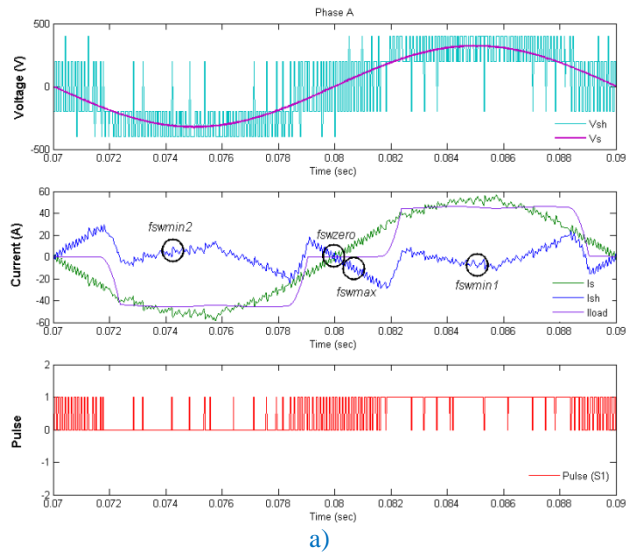 Phase A
Voltage (V)
500
0
-500
Vsh
Vs
0.07 0.072 0.074 0.076 0.078 0.08 0.082 0.084 0.086 0.088 0.09
Time (sec)
Current (A)
60
40
20
0
-20
-40
-60
fswmin2
fswzero
fswmax
fswmin1
Is
Ish
Iload
0.07 0.072 0.074 0.076 0.078 0.08 0.082 0.084 0.086 0.088 0.09
Time (sec)
Pulse
2
1
0
-1
-2
Pulse (S1)
0.07 0.072 0.074 0.076 0.078 0.08 0.082 0.084 0.086 0.088 0.09
Time (sec)
a)